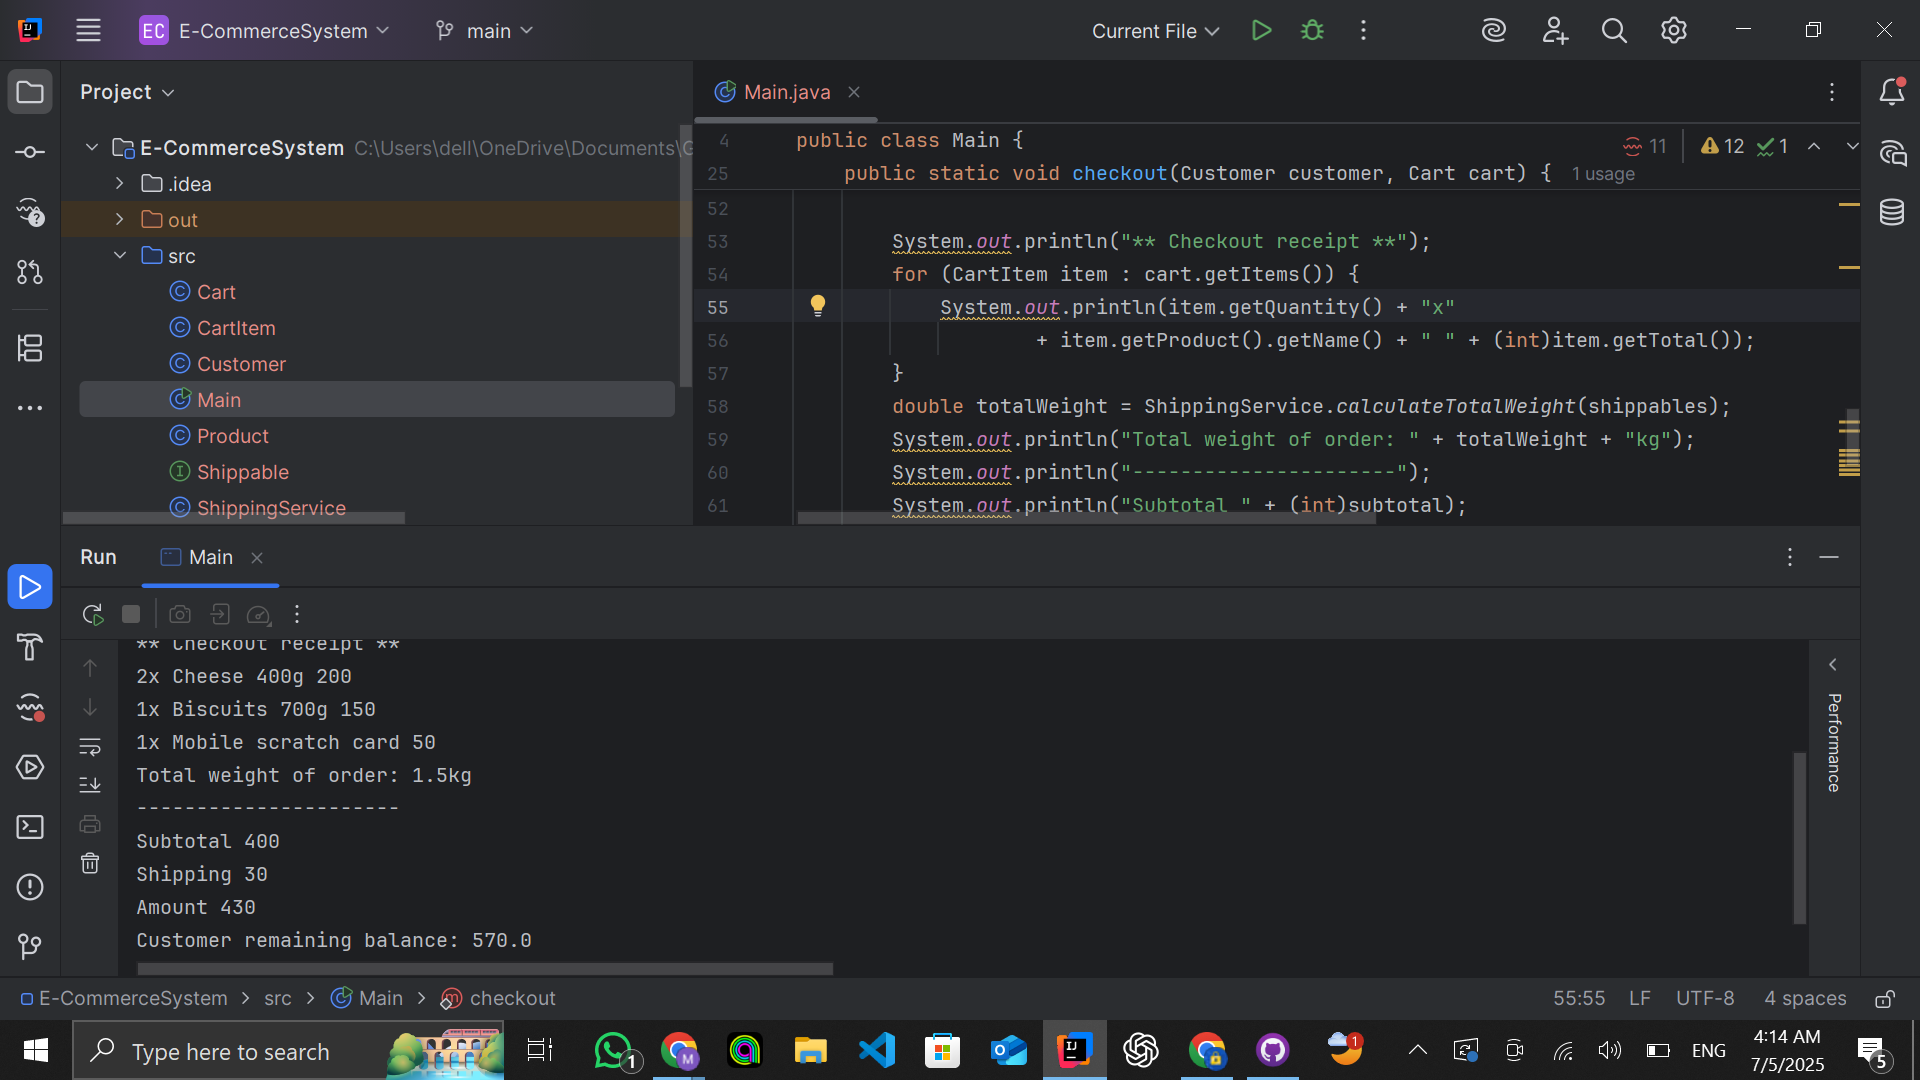 EC E-CommerceSystem main Current File
Project
E-CommerceSystem C:\Users\dell\OneDrive\Documents\G
.idea
out
src
Cart
CartItem
Customer
Main
Product
Shippable
ShippingService
Main.java
11 12 1
4 public class Main {
25 public static void checkout(Customer customer, Cart cart) { 1 usage
52
53 System.out.println("** Checkout receipt **");
54 for (CartItem item : cart.getItems()) {
55 System.out.println(item.getQuantity() + "x"
56 + item.getProduct().getName() + " " + (int)item.getTotal());
57 }
58 double totalWeight = ShippingService.calculateTotalWeight(shippables);
59 System.out.println("Total weight of order: " + totalWeight + "kg");
60 System.out.println("----------------------");
61 System.out.println("Subtotal " + (int)subtotal);
Run Main
** Checkout receipt **
2x Cheese 400g 200
1x Biscuits 700g 150
1x Mobile scratch card 50
Total weight of order: 1.5kg
----------------------
Subtotal 400
Shipping 30
Amount 430
Customer remaining balance: 570.0
Performance
E-CommerceSystem > src > Main > checkout
55:55 LF UTF-8 4 spaces
Type here to search
1
M
IJ
1
ENG
4:14 AM
7/5/2025
5